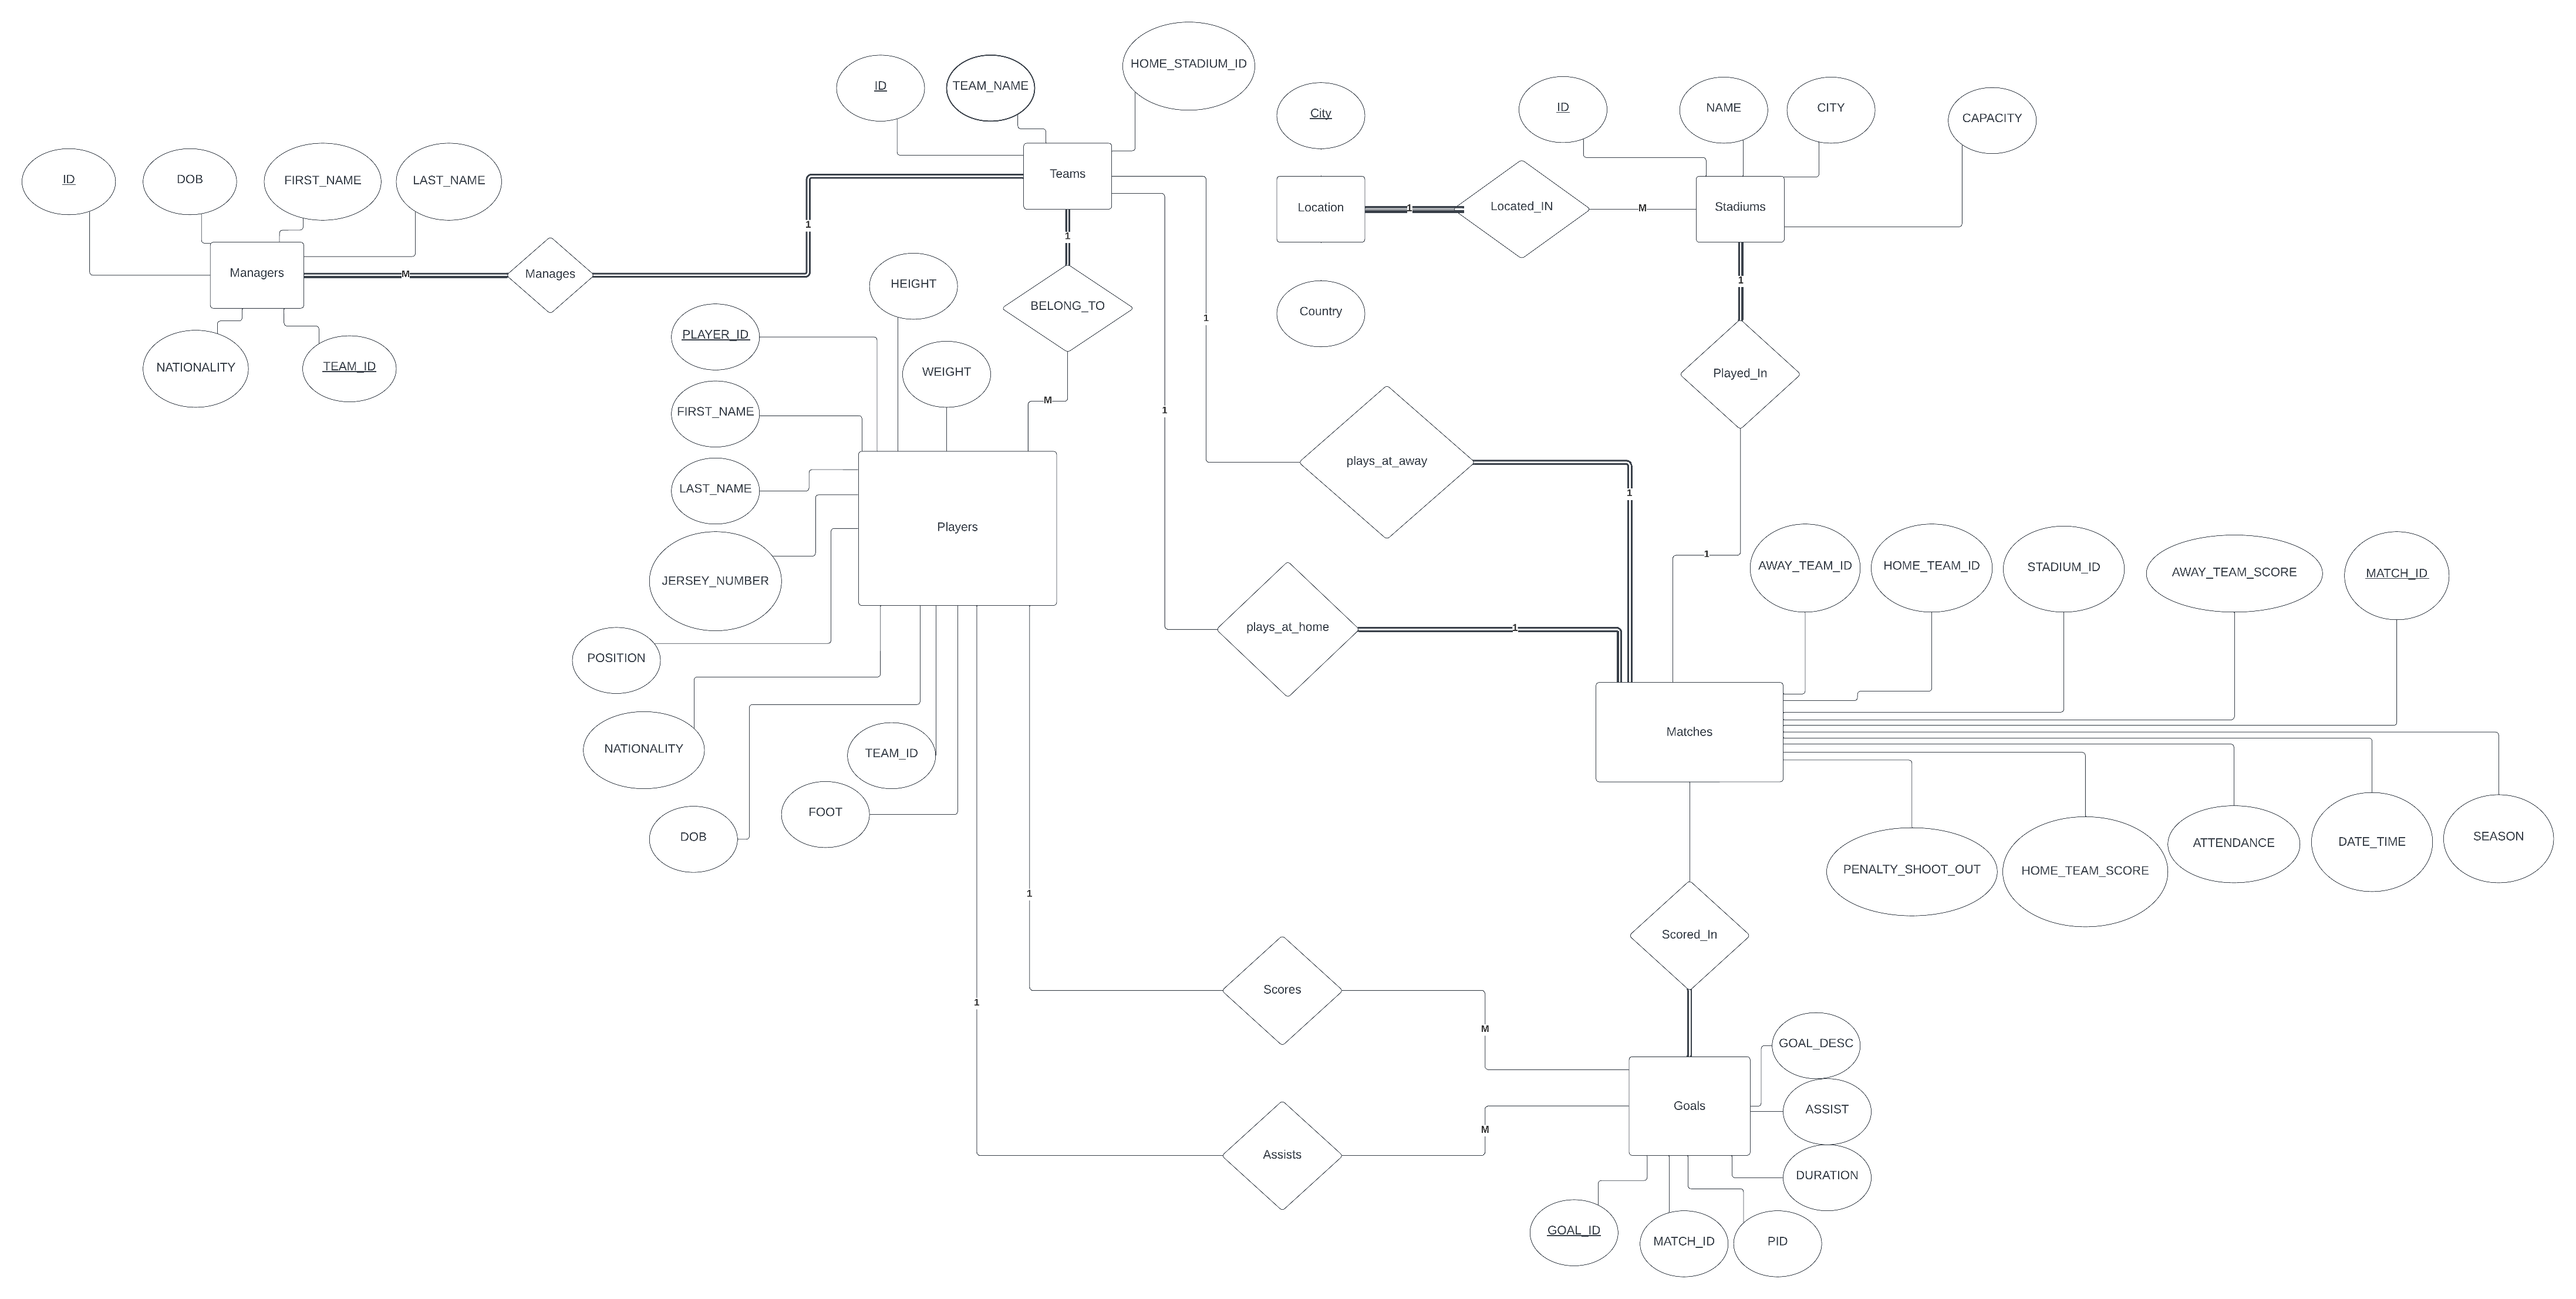 HOME_STADIUM_ID
ID
TEAM_NAME
City
ID
NAME
CITY
CAPACITY
ID
DOB
FIRST_NAME
LAST_NAME
Teams
Location
1
Located_IN
M
Stadiums
1
1
Managers
M
Manages
HEIGHT
BELONG_TO
1
Country
1
PLAYER_ID
NATIONALITY
TEAM_ID
WEIGHT
Played_In
FIRST_NAME
M
1
plays_at_away
LAST_NAME
1
Players
1
JERSEY_NUMBER
AWAY_TEAM_ID
HOME_TEAM_ID
STADIUM_ID
AWAY_TEAM_SCORE
MATCH_ID
plays_at_home
1
POSITION
NATIONALITY
TEAM_ID
Matches
FOOT
DOB
PENALTY_SHOOT_OUT
HOME_TEAM_SCORE
ATTENDANCE
DATE_TIME
SEASON
1
Scored_In
Scores
1
M
GOAL_DESC
Goals
ASSIST
M
Assists
DURATION
GOAL_ID
MATCH_ID
PID